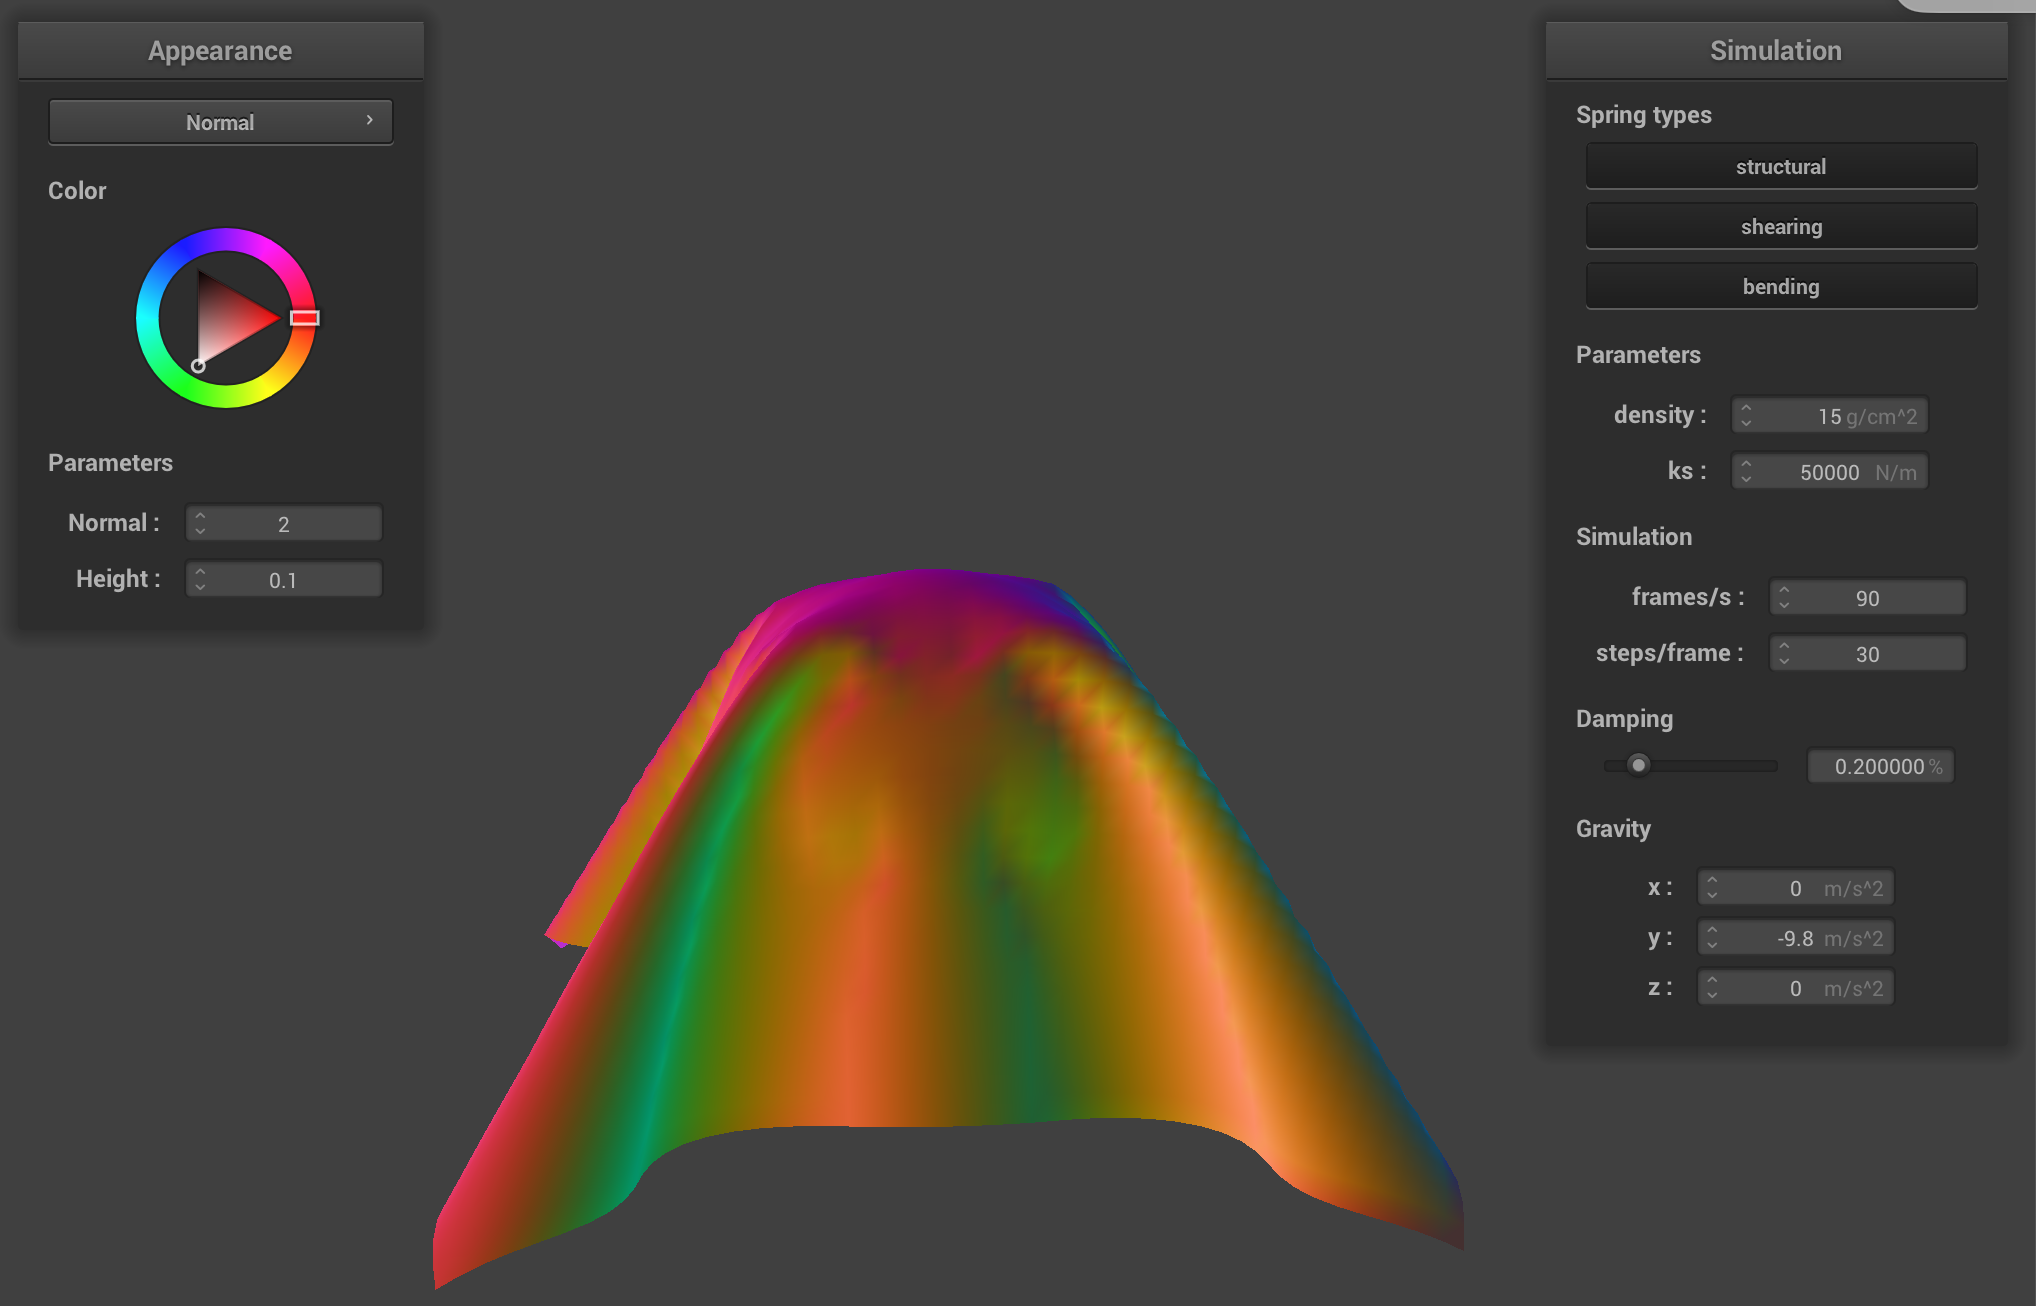 Appearance
Normal
Color
Parameters
Normal : 2
Height : 0.1
Simulation
Spring types
structural
shearing
bending
Parameters
density : 15 g/cm^2
ks : 50000 N/m
Simulation
frames/s : 90
steps/frame : 30
Damping
0.200000 %
Gravity
x : 0 m/s^2
y : -9.8 m/s^2
z : 0 m/s^2